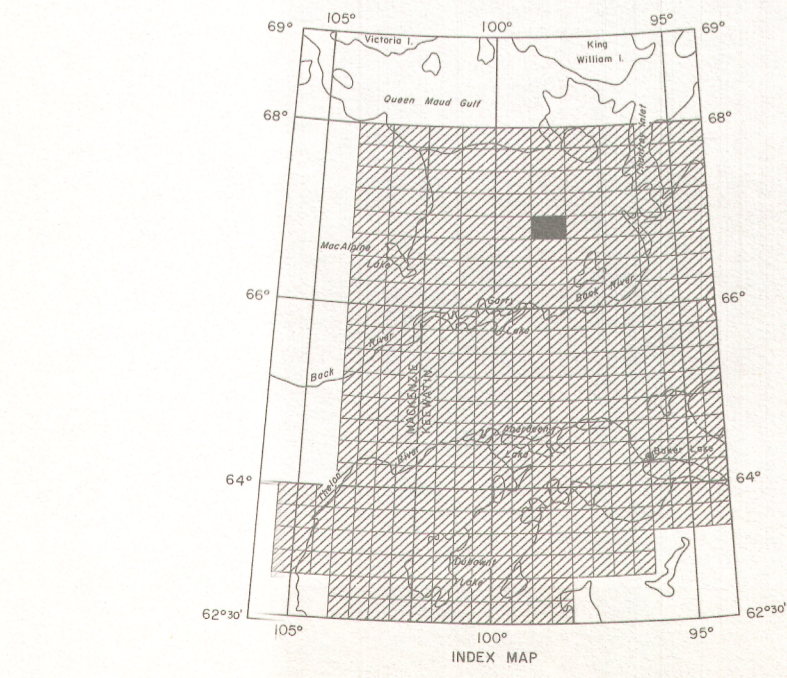 105°
100°
95°
69°
69°
Victoria I.
King
William I.
Queen Maud Gulf
68°
68°
Chantrey Inlet
MacAlpine
Lake
66°
66°
Back River
Garry
Lake
River
Back
MACKENZIE
KEEWATIN
Aberdeen
Lake
River
Thelon
Baker Lake
64°
64°
Dubawnt
Lake
62°30'
62°30'
105°
100°
95°
INDEX MAP